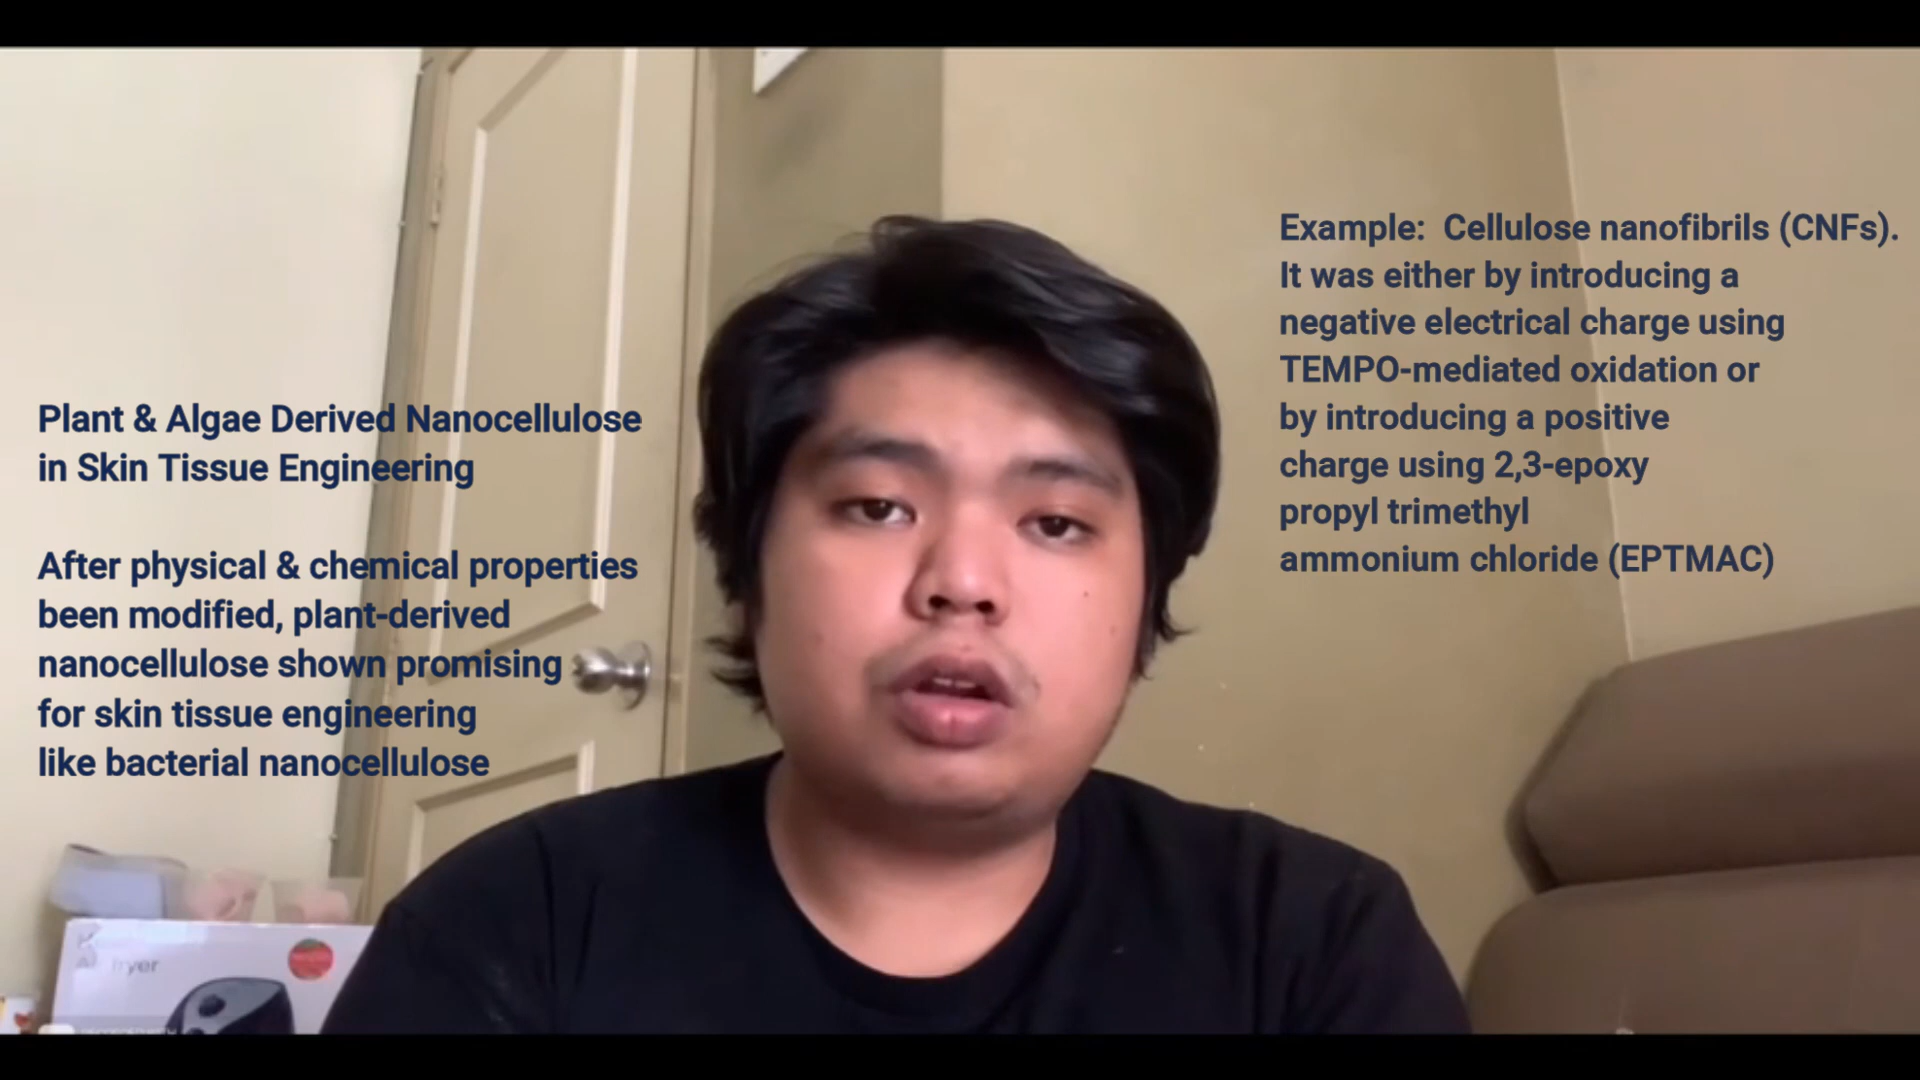 Plant & Algae Derived Nanocellulose
in Skin Tissue Engineering
After physical & chemical properties
been modified, plant-derived
nanocellulose shown promising
for skin tissue engineering
like bacterial nanocellulose
Example:  Cellulose nanofibrils (CNFs).
It was either by introducing a
negative electrical charge using
TEMPO-mediated oxidation or
by introducing a positive
charge using 2,3-epoxy
propyl trimethyl
ammonium chloride (EPTMAC)
fryer